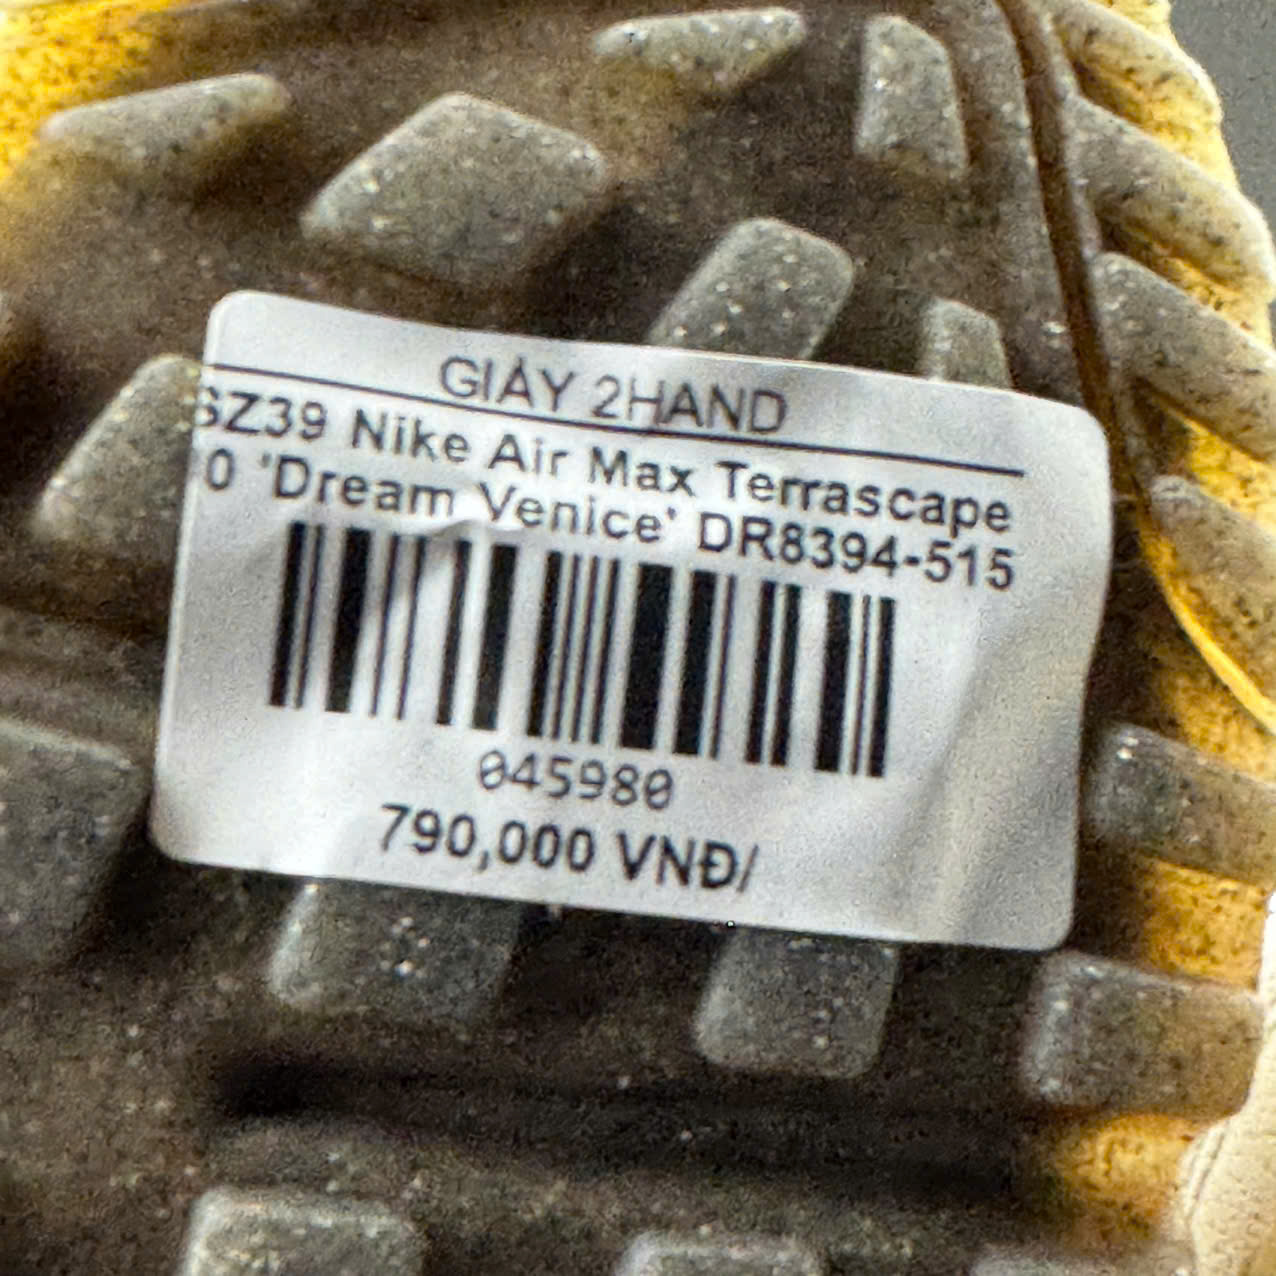 GIÀY 2HAND
SZ39 Nike Air Max Terrascape
0 'Dream Venice' DR8394-515
045980
790,000 VNĐ/